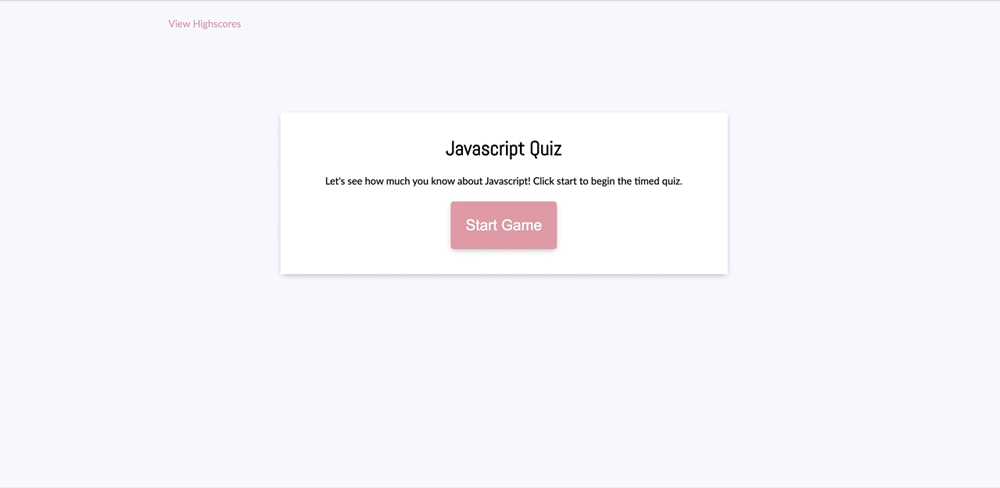 View Highscores
Javascript Quiz
Let's see how much you know about Javascript! Click start to begin the timed quiz.
Start Game